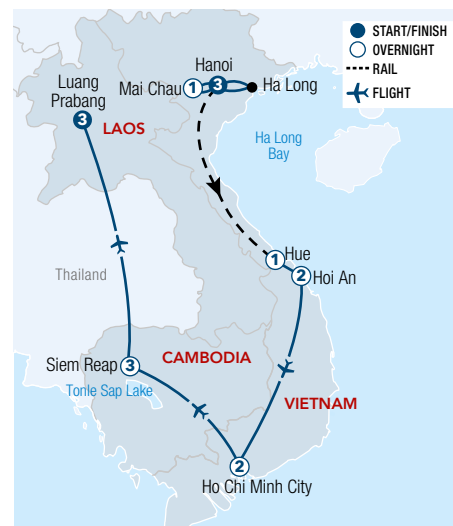 START/FINISH
OVERNIGHT
RAIL
FLIGHT
Hanoi
3
Mai Chau
1
Ha Long
Luang
Prabang
3
LAOS
Ha Long
Bay
Thailand
1
Hue
2
Hoi An
Siem Reap
3
CAMBODIA
Tonle Sap Lake
VIETNAM
2
Ho Chi Minh City